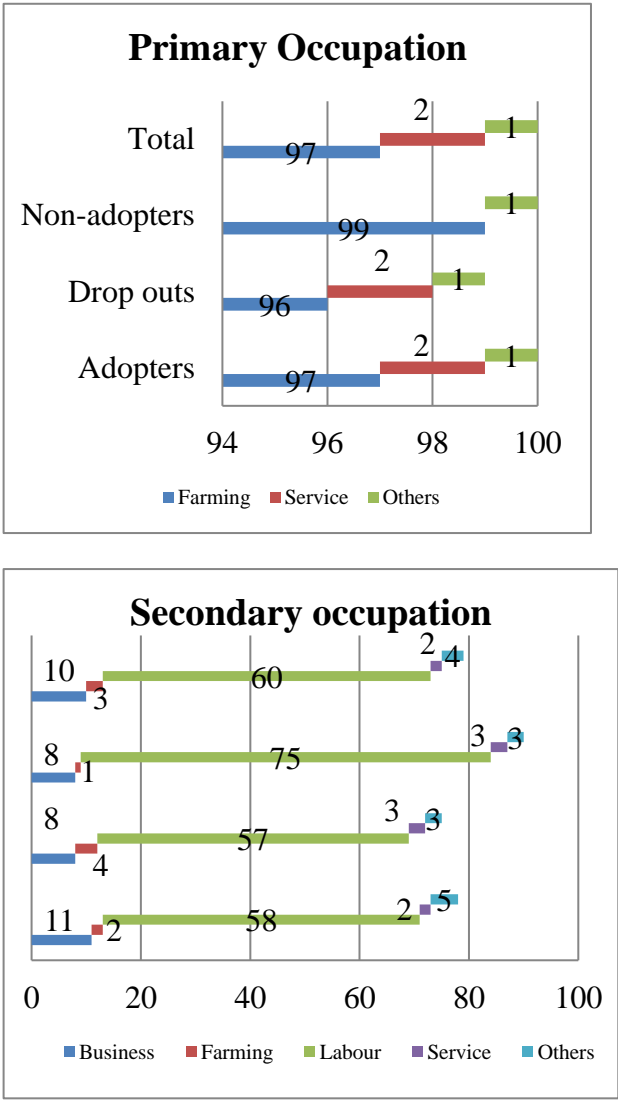 Primary Occupation
2
Total 97 1
Non-adopters 99 1
2
Drop outs 96 1
2
Adopters 97 1
94 96 98 100
Farming Service Others
Secondary occupation
10 3 60 2 4
8 1 75 3 3
8 4 57 3 3
11 2 58 2 5
0 20 40 60 80 100
Business Farming Labour Service Others